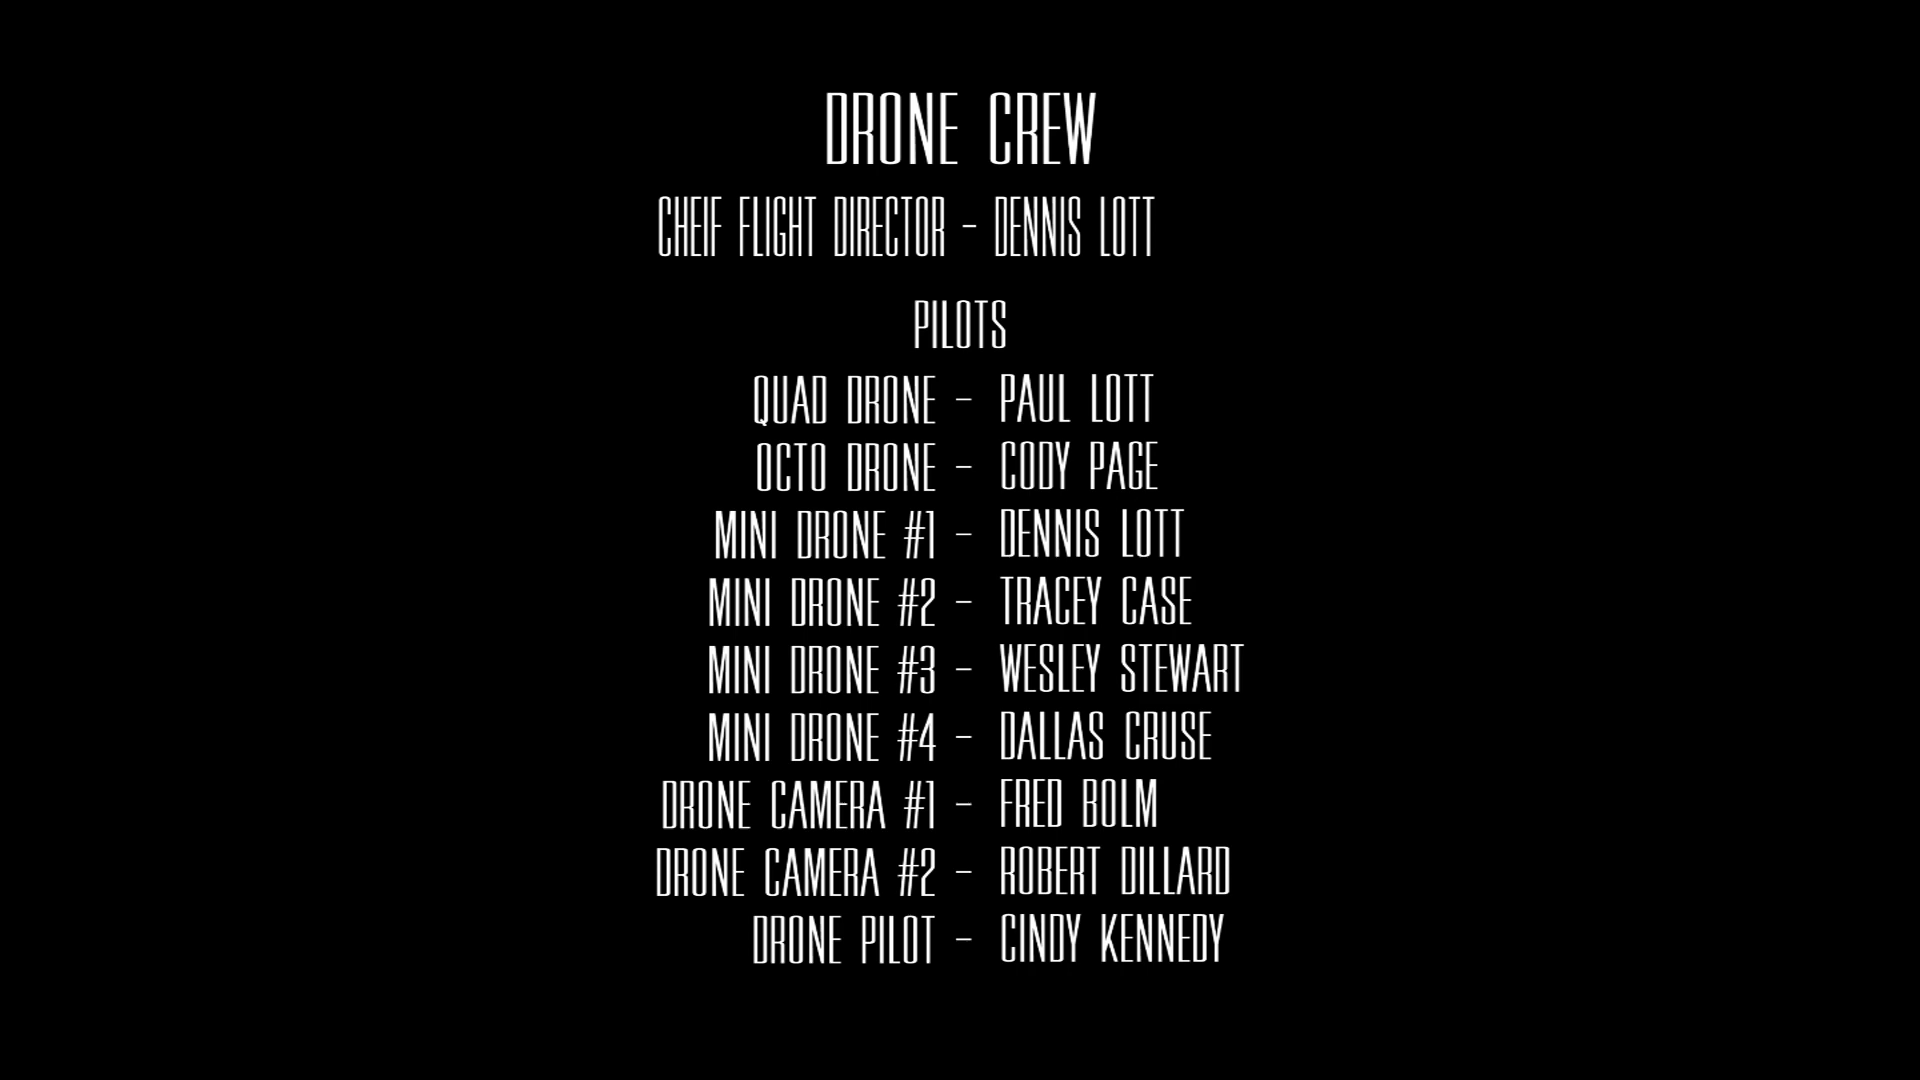 DRONE CREW
CHEIF FLIGHT DIRECTOR - DENNIS LOTT
PILOTS
QUAD DRONE - PAUL LOTT
OCTO DRONE - CODY PAGE
MINI DRONE #1 - DENNIS LOTT
MINI DRONE #2 - TRACEY CASE
MINI DRONE #3 - WESLEY STEWART
MINI DRONE #4 - DALLAS CRUSE
DRONE CAMERA #1 - FRED BOLM
DRONE CAMERA #2 - ROBERT DILLARD
DRONE PILOT - CINDY KENNEDY